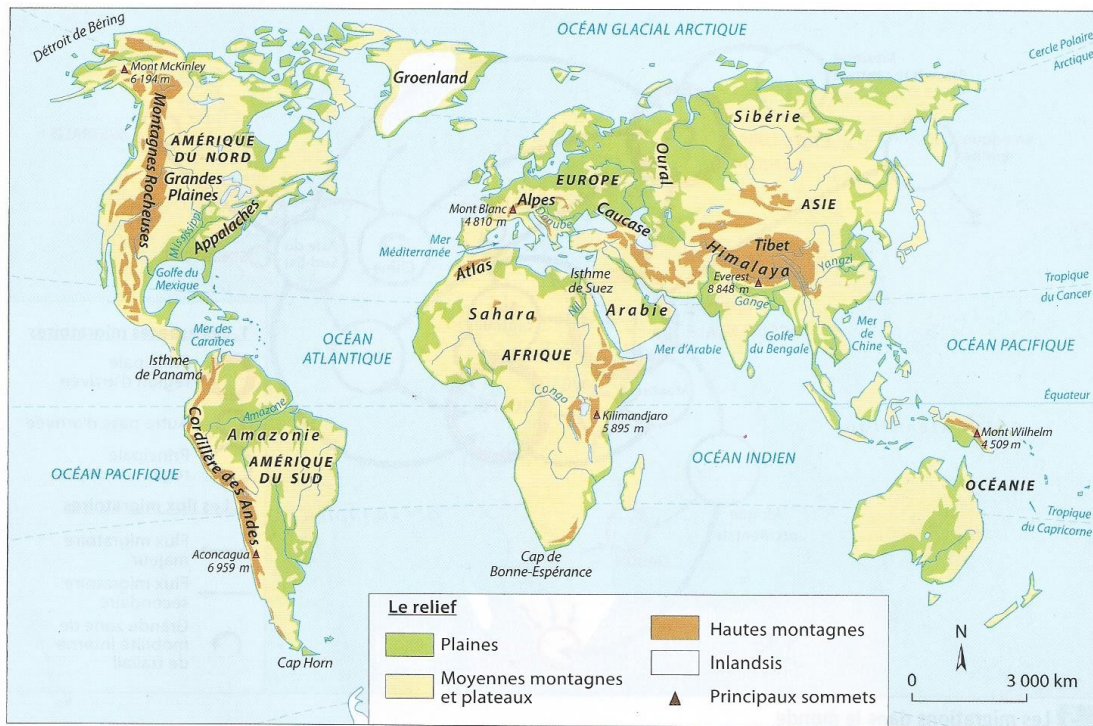 OCÉAN GLACIAL ARCTIQUE
Détroit de Béring
Cercle Polaire
Arctique
Mont McKinley
6 194 m
Groenland
Montagnes Rocheuses
AMÉRIQUE
DU NORD
Grandes
Plaines
Mississipi
Appalaches
Golfe du
Mexique
Mer des
Caraïbes
Isthme
de Panamá
Sibérie
Oural
EUROPE
Alpes
Mont Blanc
4 810 m
Danube
Caucase
ASIE
Mer
Méditerranée
Atlas
Isthme
de Suez
Tibet
Himalaya
Yangzi
Everest
8 848 m
Gange
Tropique
du Cancer
Sahara
Nil
Arabie
OCÉAN
ATLANTIQUE
AFRIQUE
Mer d'Arabie
Golfe
du Bengale
Mer
de
Chine
OCÉAN PACIFIQUE
Équateur
Congo
Kilimandjaro
5 895 m
Mont Wilhelm
4 509 m
Amazone
Amazonie
AMÉRIQUE
DU SUD
Cordillère des Andes
OCÉAN PACIFIQUE
OCÉAN INDIEN
OCÉANIE
Tropique
du Capricorne
Aconcagua
6 959 m
Cap de
Bonne-Espérance
Cap Horn
Le relief
Plaines
Moyennes montagnes
et plateaux
Hautes montagnes
Inlandsis
Principaux sommets
N
0 3 000 km